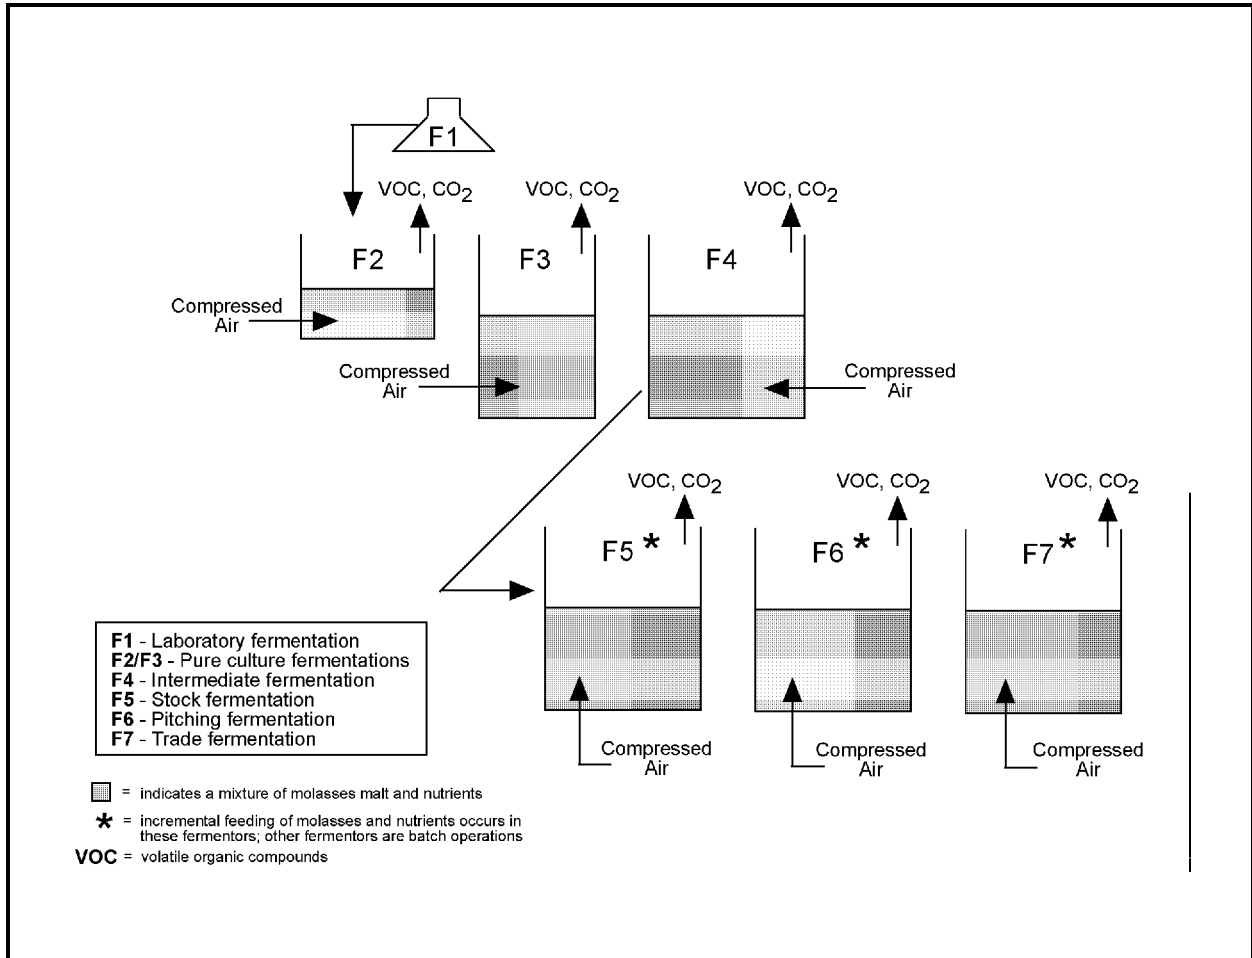 F1
VOC, CO2
VOC, CO2
VOC, CO2
F2
F3
F4
Compressed
Air
Compressed
Air
Compressed
Air
VOC, CO2
VOC, CO2
VOC, CO2
F5 *
F6 *
F7 *
F1 - Laboratory fermentation
F2/F3 - Pure culture fermentations
F4 - Intermediate fermentation
F5 - Stock fermentation
F6 - Pitching fermentation
F7 - Trade fermentation
Compressed
Air
Compressed
Air
Compressed
Air
= indicates a mixture of molasses malt and nutrients
* = incremental feeding of molasses and nutrients occurs in
these fermentors; other fermentors are batch operations
VOC = volatile organic compounds